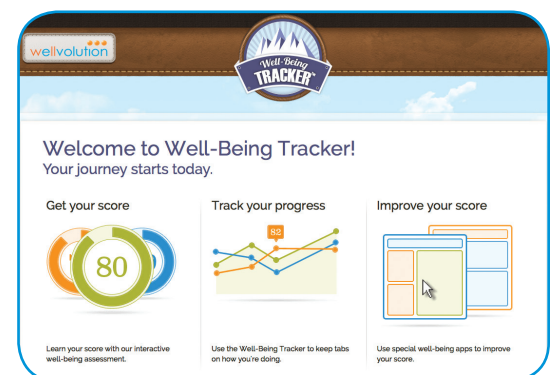 wellvolution
Well-Being
TRACKER
Welcome to Well-Being Tracker!
Your journey starts today.
Get your score
80
Learn your score with our interactive
well-being assessment.
Track your progress
82
Use the Well-Being Tracker to keep tabs
on how you're doing.
Improve your score
Use special well-being apps to improve
your score.